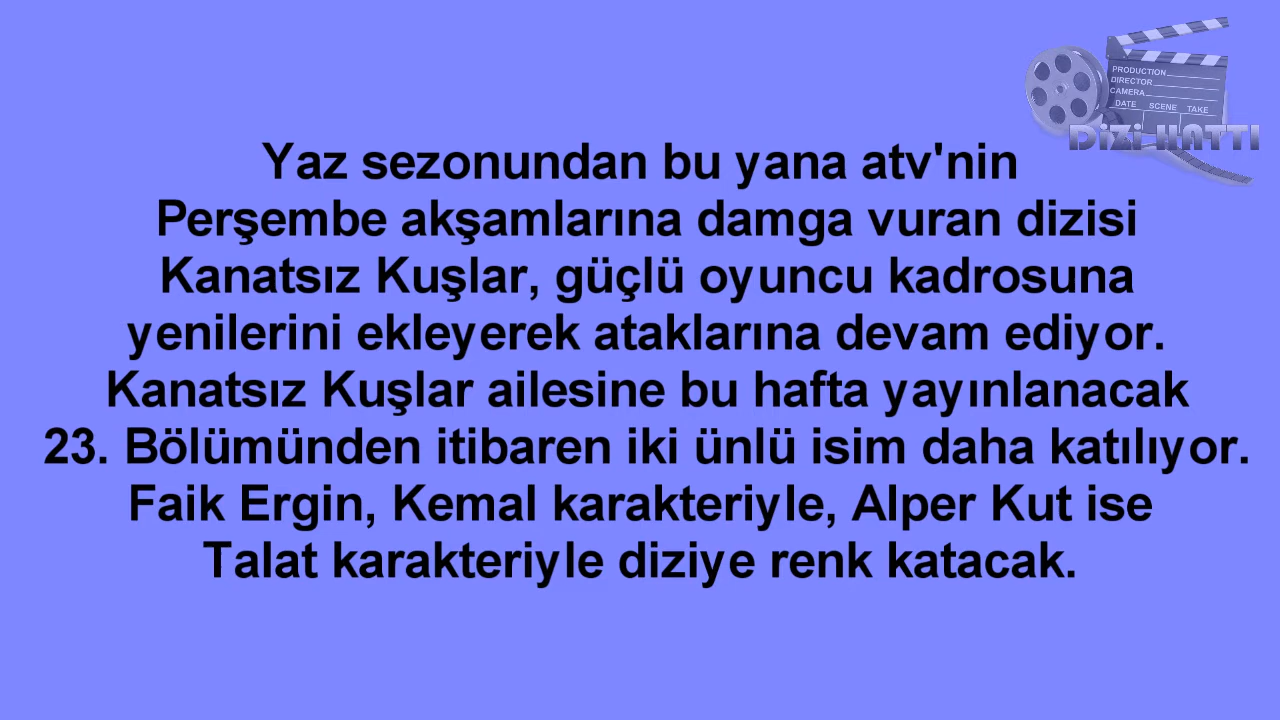 PRODUCTION
DIRECTOR
CAMERA
DATE SCENE TAKE
DİZİ HATTI
Yaz sezonundan bu yana atv'nin
Perşembe akşamlarına damga vuran dizisi
Kanatsız Kuşlar, güçlü oyuncu kadrosuna
yenilerini ekleyerek ataklarına devam ediyor.
Kanatsız Kuşlar ailesine bu hafta yayınlanacak
23. Bölümünden itibaren iki ünlü isim daha katılıyor.
Faik Ergin, Kemal karakteriyle, Alper Kut ise
Talat karakteriyle diziye renk katacak.